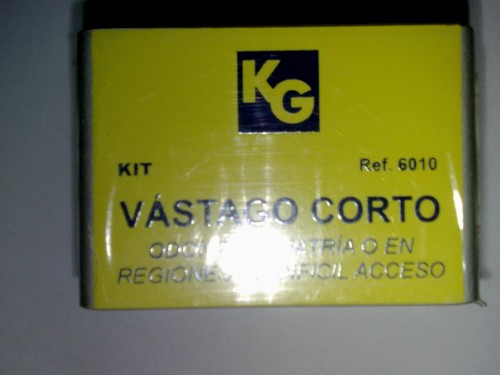 KG
KIT Ref. 6010
VÁSTAGO CORTO
O EN
REGIONES ACCESO